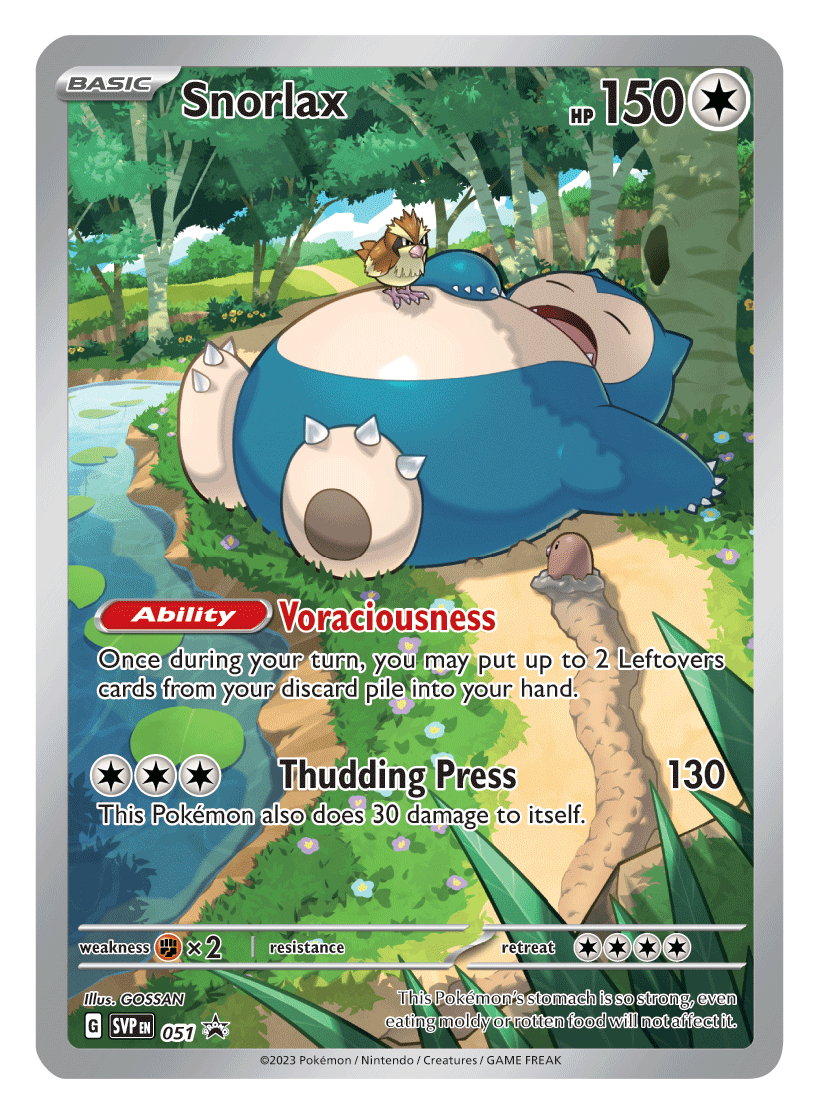 BASIC Snorlax HP 150
Ability Voraciousness
Once during your turn, you may put up to 2 Leftovers
cards from your discard pile into your hand.
Thudding Press 130
This Pokémon also does 30 damage to itself.
weakness ×2 resistance retreat
Illus. GOSSAN
This Pokémon's stomach is so strong, even
eating moldy or rotten food will not affect it.
G SVP EN 051
©2023 Pokémon / Nintendo / Creatures / GAME FREAK